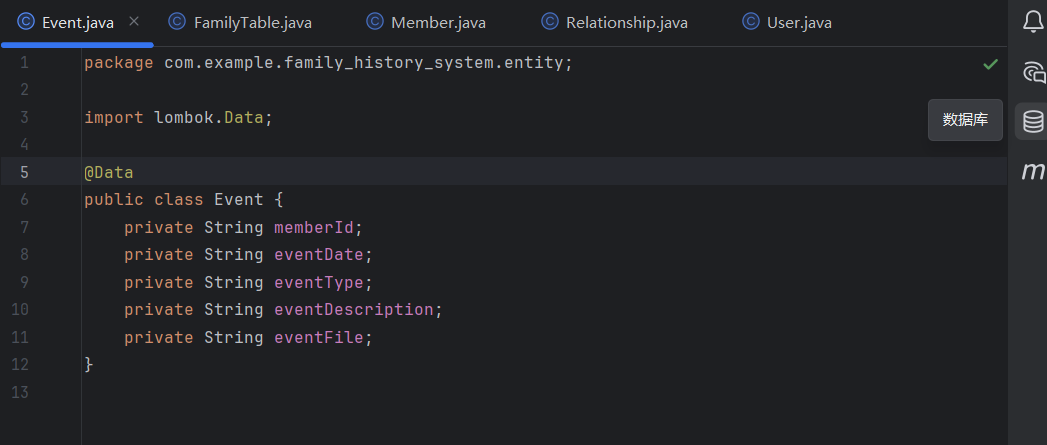 Event.java FamilyTable.java Member.java Relationship.java User.java
1 package com.example.family_history_system.entity;
2
3 import lombok.Data;
4
数据库
5 @Data
6 public class Event {
7 private String memberId;
8 private String eventDate;
9 private String eventType;
10 private String eventDescription;
11 private String eventFile;
12 }
13
m